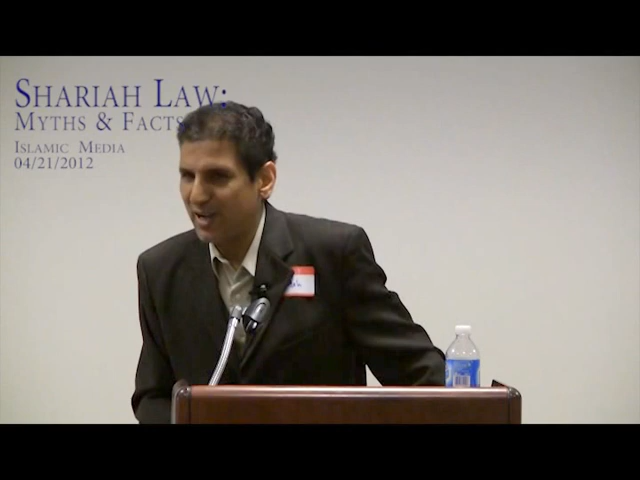 SHARIAH LAW:
MYTHS & FACTS
ISLAMIC MEDIA
04/21/2012